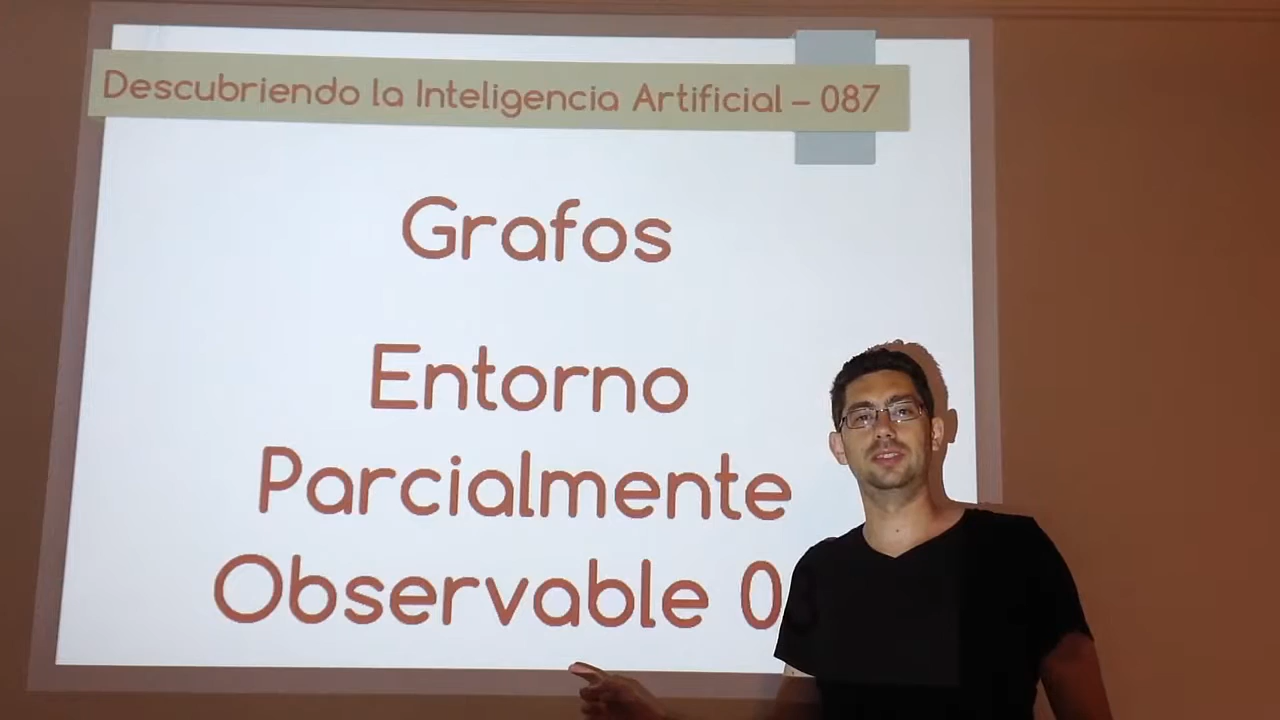 Descubriendo la Inteligencia Artificial – 087
Grafos
Entorno
Parcialmente
Observable 0